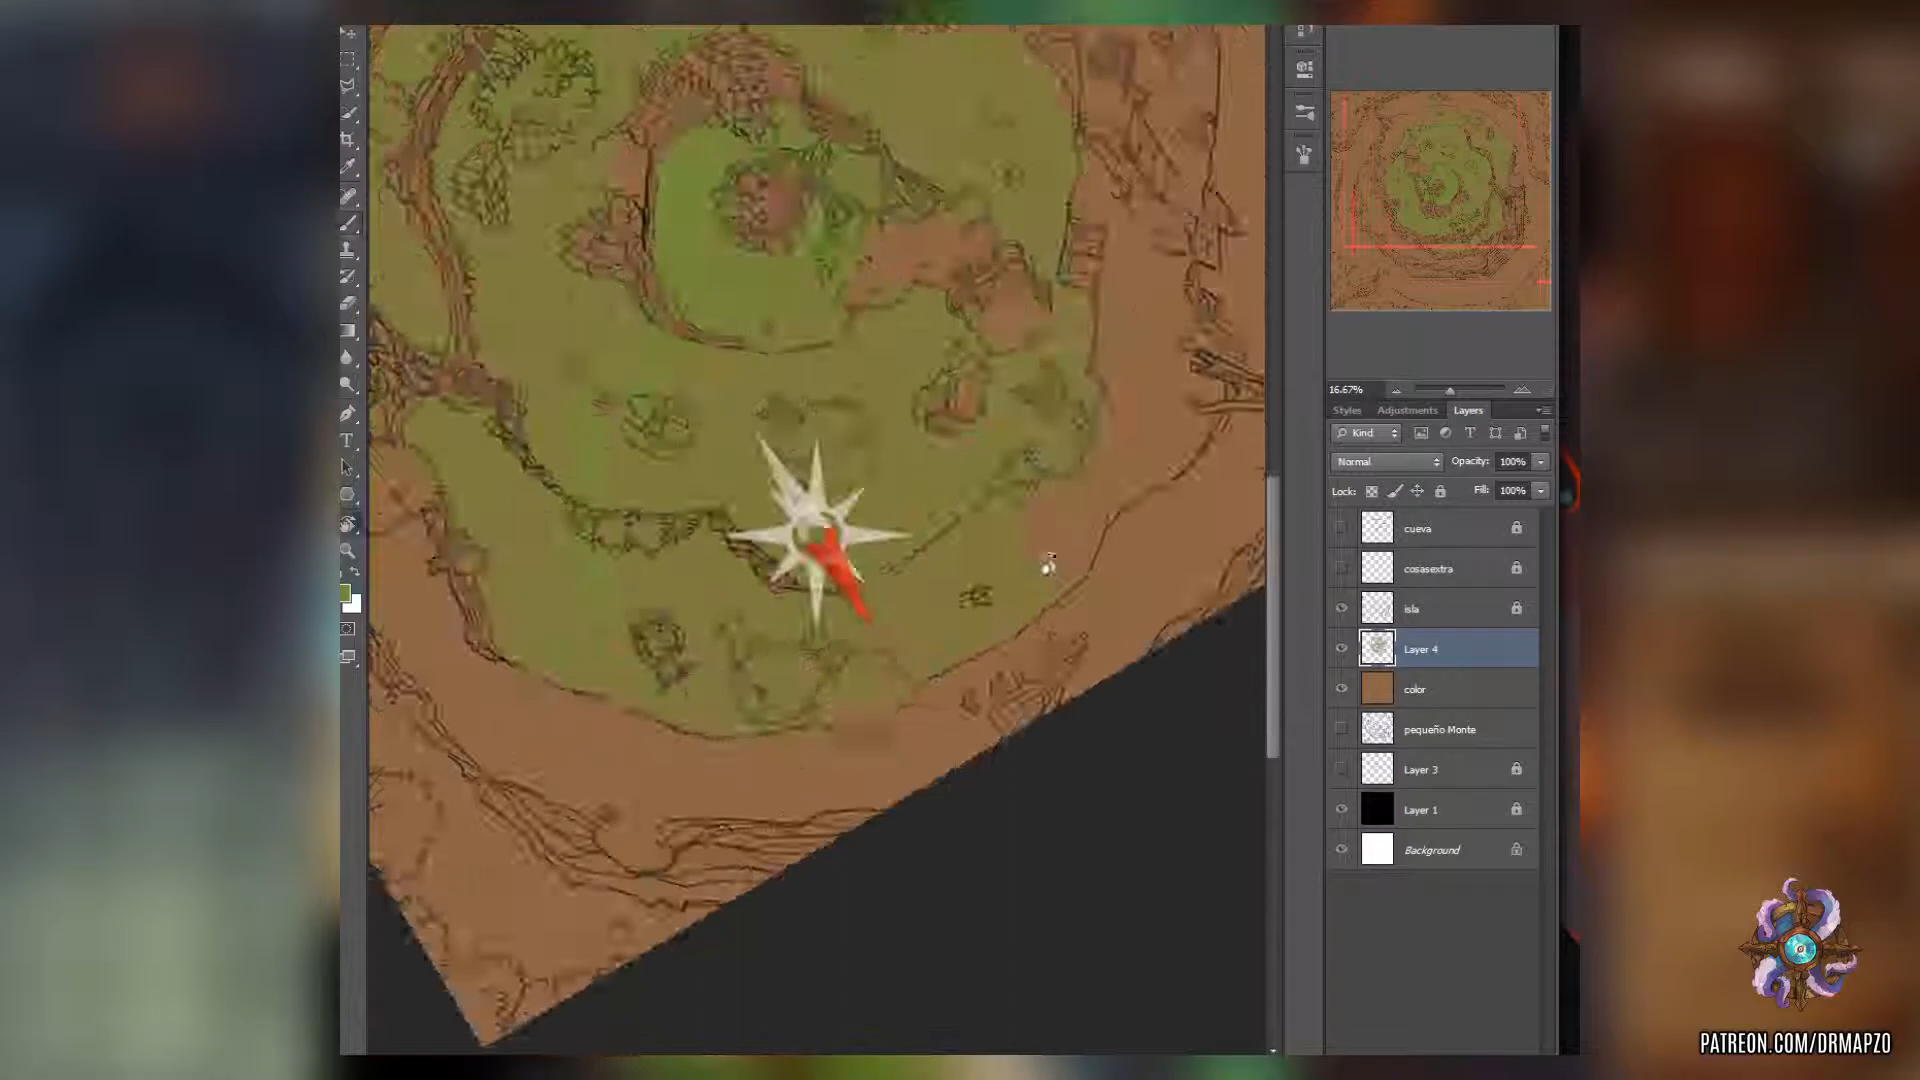 16.67%
Styles Adjustments Layers
Kind
Normal Opacity: 100%
Lock: Fill: 100%
cueva
cosasextra
isla
Layer 4
color
pequeño Monte
Layer 3
Layer 1
Background
PATREON.COM/DRMAPZO